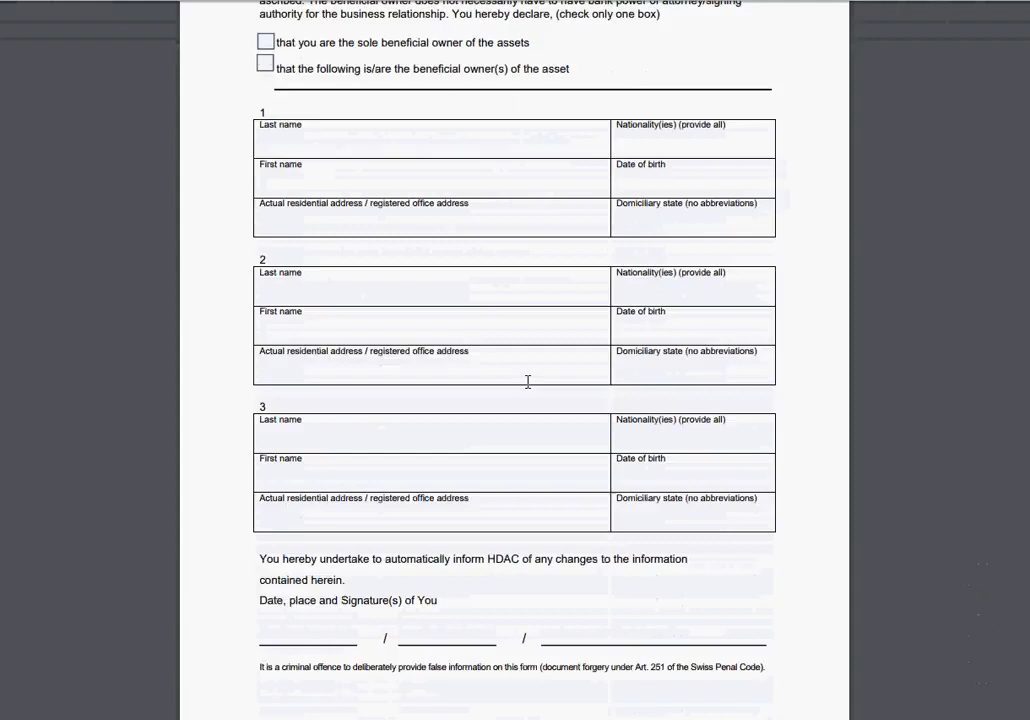 ascribed. The beneficial owner does not necessarily have to have bank power of attorney/signing
authority for the business relationship. You hereby declare, (check only one box)
that you are the sole beneficial owner of the assets
that the following is/are the beneficial owner(s) of the asset
1
Last name Nationality(ies) (provide all)
First name Date of birth
Actual residential address / registered office address Domiciliary state (no abbreviations)
2
Last name Nationality(ies) (provide all)
First name Date of birth
Actual residential address / registered office address Domiciliary state (no abbreviations)
3
Last name Nationality(ies) (provide all)
First name Date of birth
Actual residential address / registered office address Domiciliary state (no abbreviations)
You hereby undertake to automatically inform HDAC of any changes to the information
contained herein.
Date, place and Signature(s) of You
/ /
It is a criminal offence to deliberately provide false information on this form (document forgery under Art. 251 of the Swiss Penal Code).